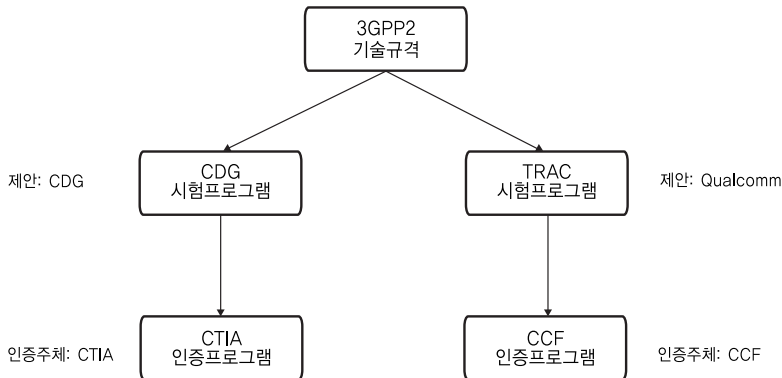 3GPP2
기술규격
제안: CDG
CDG
시험프로그램
TRAC
시험프로그램
제안: Qualcomm
인증주체: CTIA
CTIA
인증프로그램
CCF
인증프로그램
인증주체: CCF